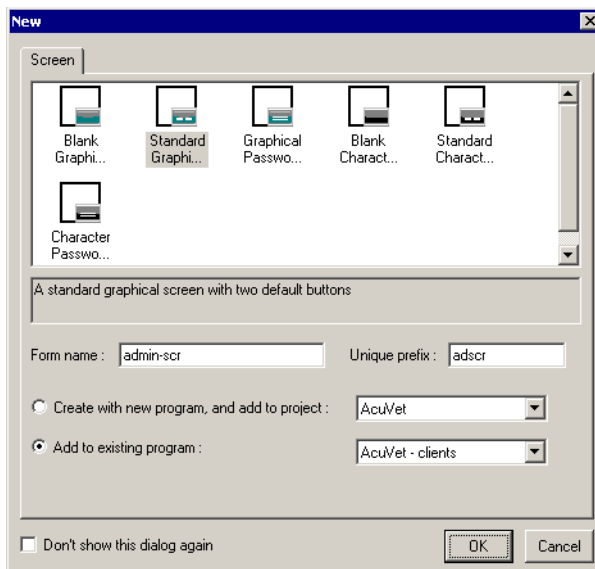 New
Screen
Blank Graphi...
Standard Graphi...
Graphical Passwo...
Blank Charact...
Standard Charact...
Character Passwo...
A standard graphical screen with two default buttons
Form name : admin-scr Unique prefix : adscr
Create with new program, and add to project : AcuVet
Add to existing program : AcuVet - clients
Don't show this dialog again OK Cancel